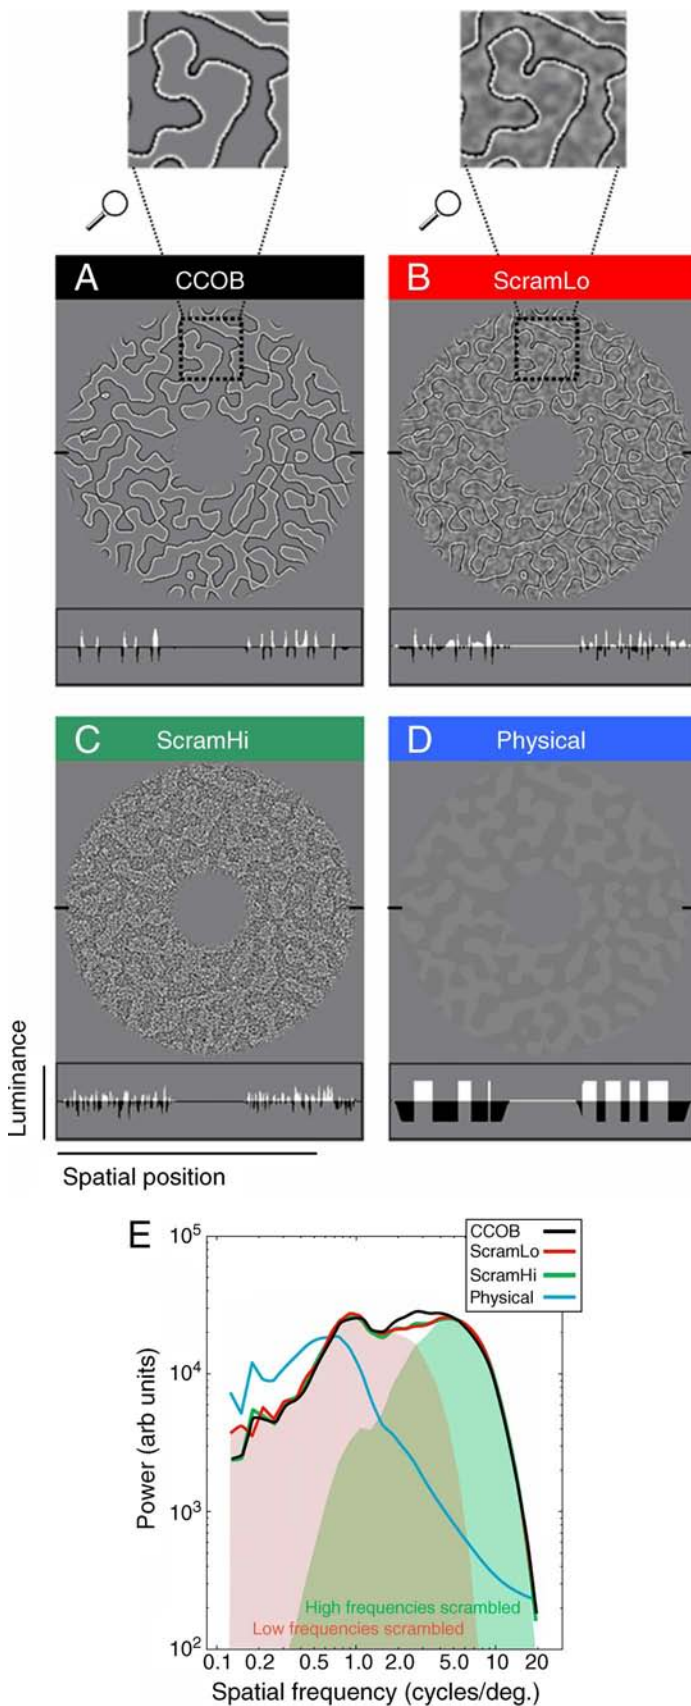 A CCOB
B ScramLo
C ScramHi
D Physical
Luminance
Spatial position
E
CCOB
ScramLo
ScramHi
Physical
Power (arb units)
10^5
10^4
10^3
10^2
High frequencies scrambled
Low frequencies scrambled
0.1 0.2 0.5 1.0 2.0 5.0 10 20
Spatial frequency (cycles/deg.)